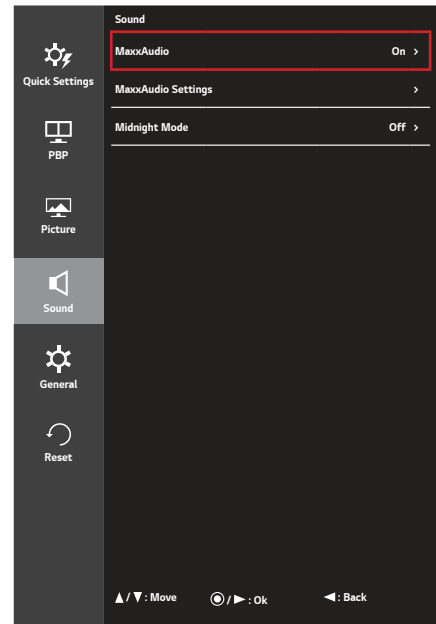 Sound
MaxxAudio On >
MaxxAudio Settings >
Midnight Mode Off >
Quick Settings
PBP
Picture
Sound
General
Reset
▲/▼: Move ◉/►: Ok ◄: Back